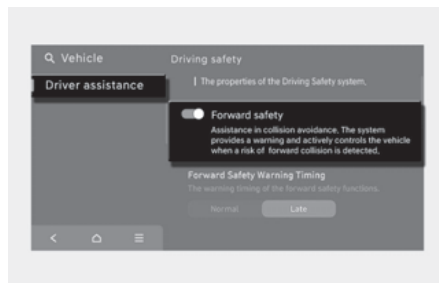 Vehicle
Driving safety
Driver assistance
The properties of the Driving Safety system.
Forward safety
Assistance in collision avoidance. The system
provides a warning and actively controls the vehicle
when a risk of forward collision is detected.
Forward Safety Warning Timing
The warning timing of the forward safety functions.
Normal
Late